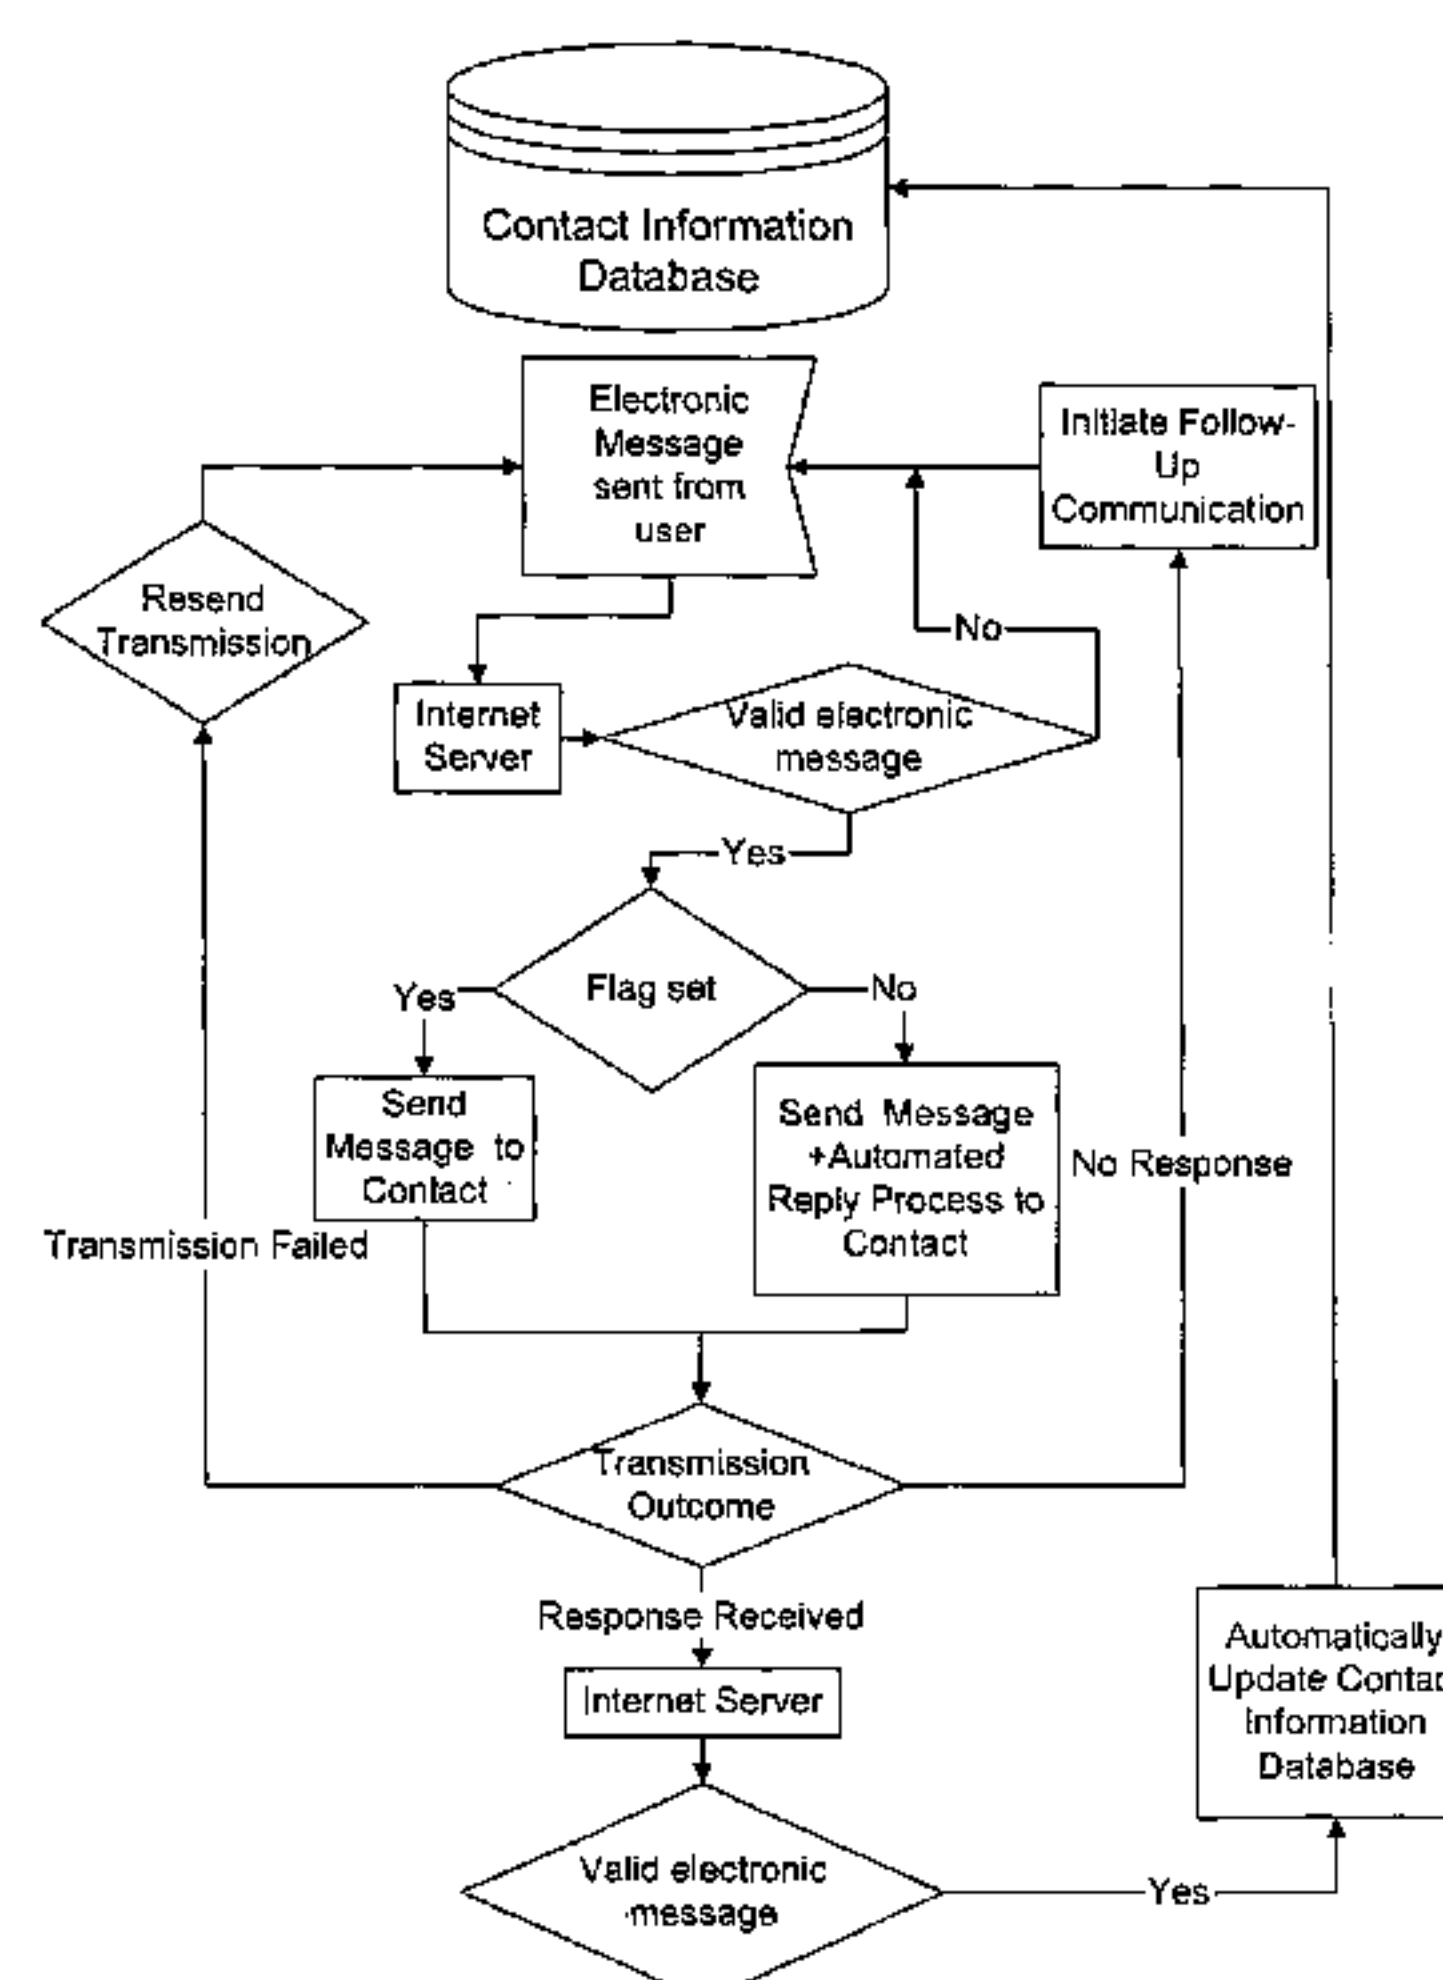 Contact Information
Database
Electronic
Message
sent from
user
Initiate Follow-
Up
Communication
Resend
Transmission
No
Internet
Server
Valid electronic
message
Yes
Flag set
Yes
No
Send
Message to
Contact
Send Message
+Automated
Reply Process to
Contact
No Response
Transmission Failed
Transmission
Outcome
Response Received
Internet Server
Automatically
Update Contac
Information
Database
Valid electronic
message
Yes